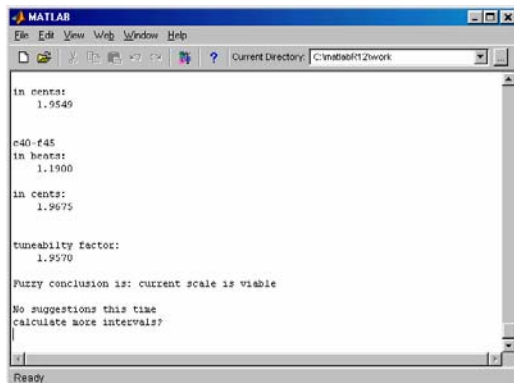 MATLAB
File Edit View Web Window Help
? Current Directory: C:\matlabR12\work ...
in cents:
1.9549
c40-f45
in beats:
1.1900
in cents:
1.9675
tuneabilty factor:
1.9570
Fuzzy conclusion is: current scale is viable
No suggestions this time
calculate more intervals?
Ready